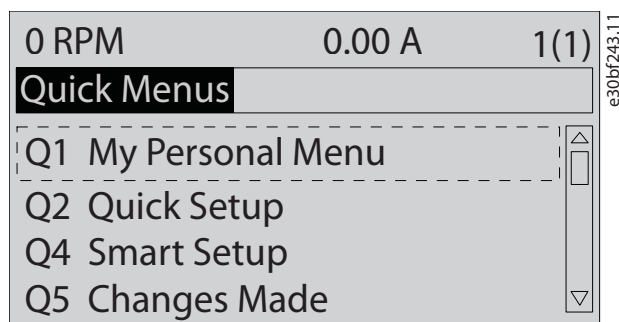 0 RPM 0.00 A 1(1)
Quick Menus
Q1 My Personal Menu
Q2 Quick Setup
Q4 Smart Setup
Q5 Changes Made
e30bf243.11